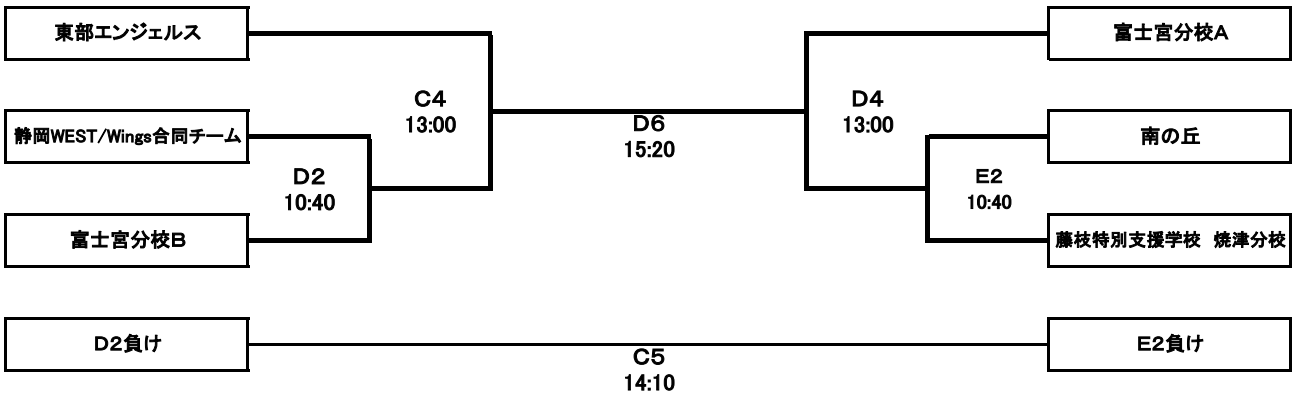 東部エンジェルス
富士宮分校A
C4
13:00
D4
13:00
静岡WEST/Wings合同チーム
D6
15:20
南の丘
D2
10:40
E2
10:40
富士宮分校B
藤枝特別支援学校　焼津分校
D2負け
C5
14:10
E2負け